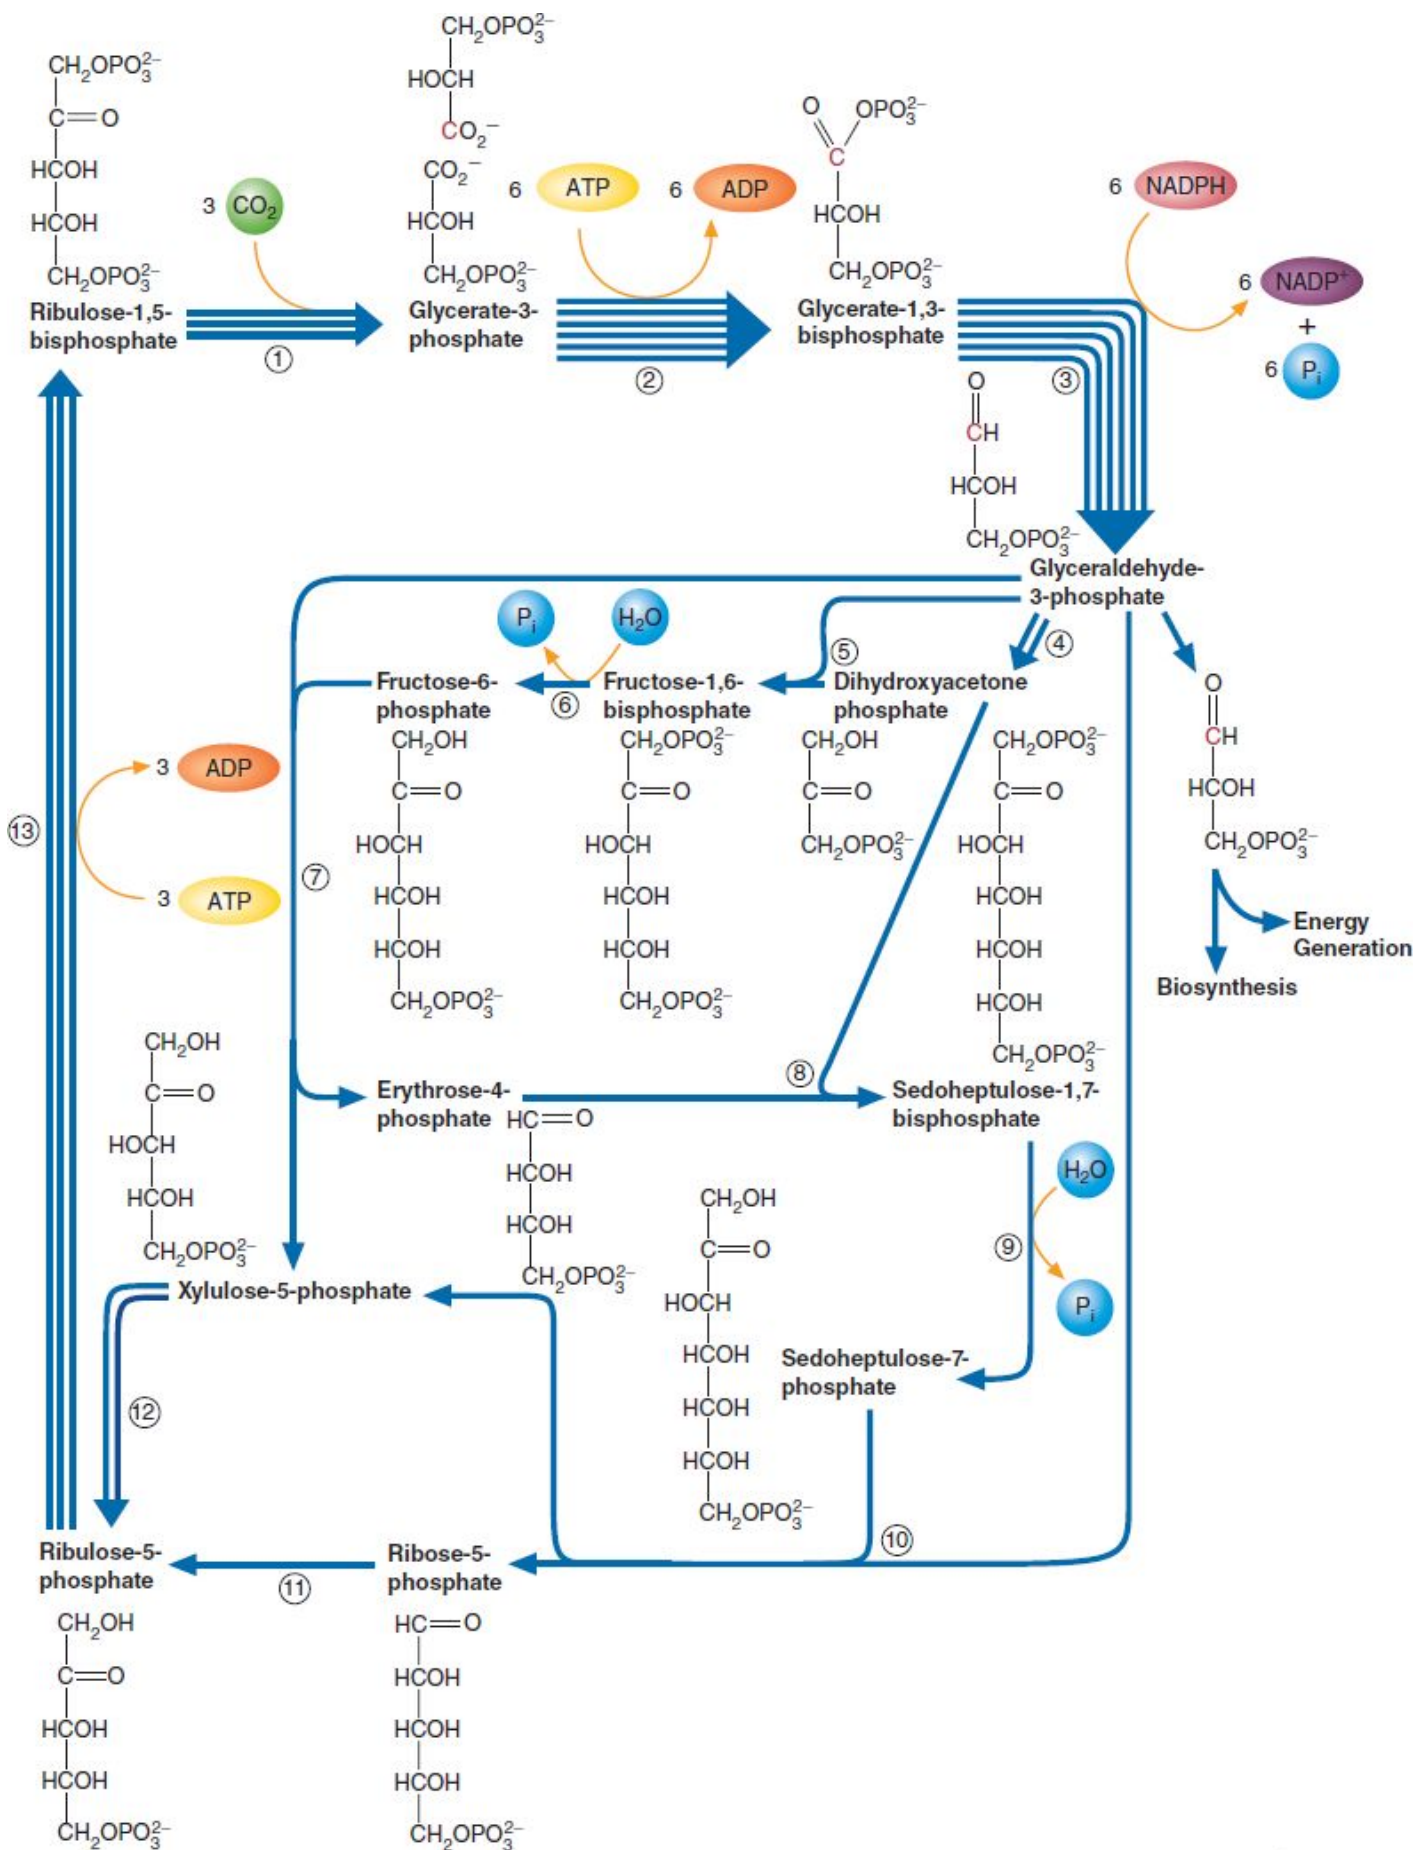 CH₂OPO₃²⁻
C=O
HCOH
HCOH
CH₂OPO₃²⁻
Ribulose-1,5-
bisphosphate
3 CO₂
①
CH₂OPO₃²⁻
HOCH
CO₂⁻
CO₂⁻
HCOH
CH₂OPO₃²⁻
Glycerate-3-
phosphate
6 ATP
6 ADP
②
O OPO₃²⁻
C
HCOH
CH₂OPO₃²⁻
Glycerate-1,3-
bisphosphate
6 NADPH
6 NADP⁺
+
6 Pᵢ
③
O
CH
HCOH
CH₂OPO₃²⁻
Glyceraldehyde-
3-phosphate
Pᵢ
H₂O
④
⑤
⑥
Fructose-6-
phosphate
CH₂OH
C=O
HOCH
HCOH
HCOH
CH₂OPO₃²⁻
Fructose-1,6-
bisphosphate
CH₂OPO₃²⁻
C=O
HOCH
HCOH
HCOH
CH₂OPO₃²⁻
Dihydroxyacetone
phosphate
CH₂OH
C=O
CH₂OPO₃²⁻
CH₂OPO₃²⁻
C=O
HOCH
HCOH
HCOH
HCOH
CH₂OPO₃²⁻
Sedoheptulose-1,7-
bisphosphate
O
CH
HCOH
CH₂OPO₃²⁻
Energy
Generation
Biosynthesis
3 ADP
3 ATP
⑬
⑦
⑧
CH₂OH
C=O
HOCH
HCOH
CH₂OPO₃²⁻
Xylulose-5-phosphate
Erythrose-4-
phosphate
HC=O
HCOH
HCOH
CH₂OPO₃²⁻
H₂O
⑨
Pᵢ
CH₂OH
C=O
HOCH
HCOH
HCOH
HCOH
CH₂OPO₃²⁻
Sedoheptulose-7-
phosphate
⑫
⑩
Ribulose-5-
phosphate
CH₂OH
C=O
HCOH
HCOH
CH₂OPO₃²⁻
⑪
Ribose-5-
phosphate
HC=O
HCOH
HCOH
HCOH
CH₂OPO₃²⁻